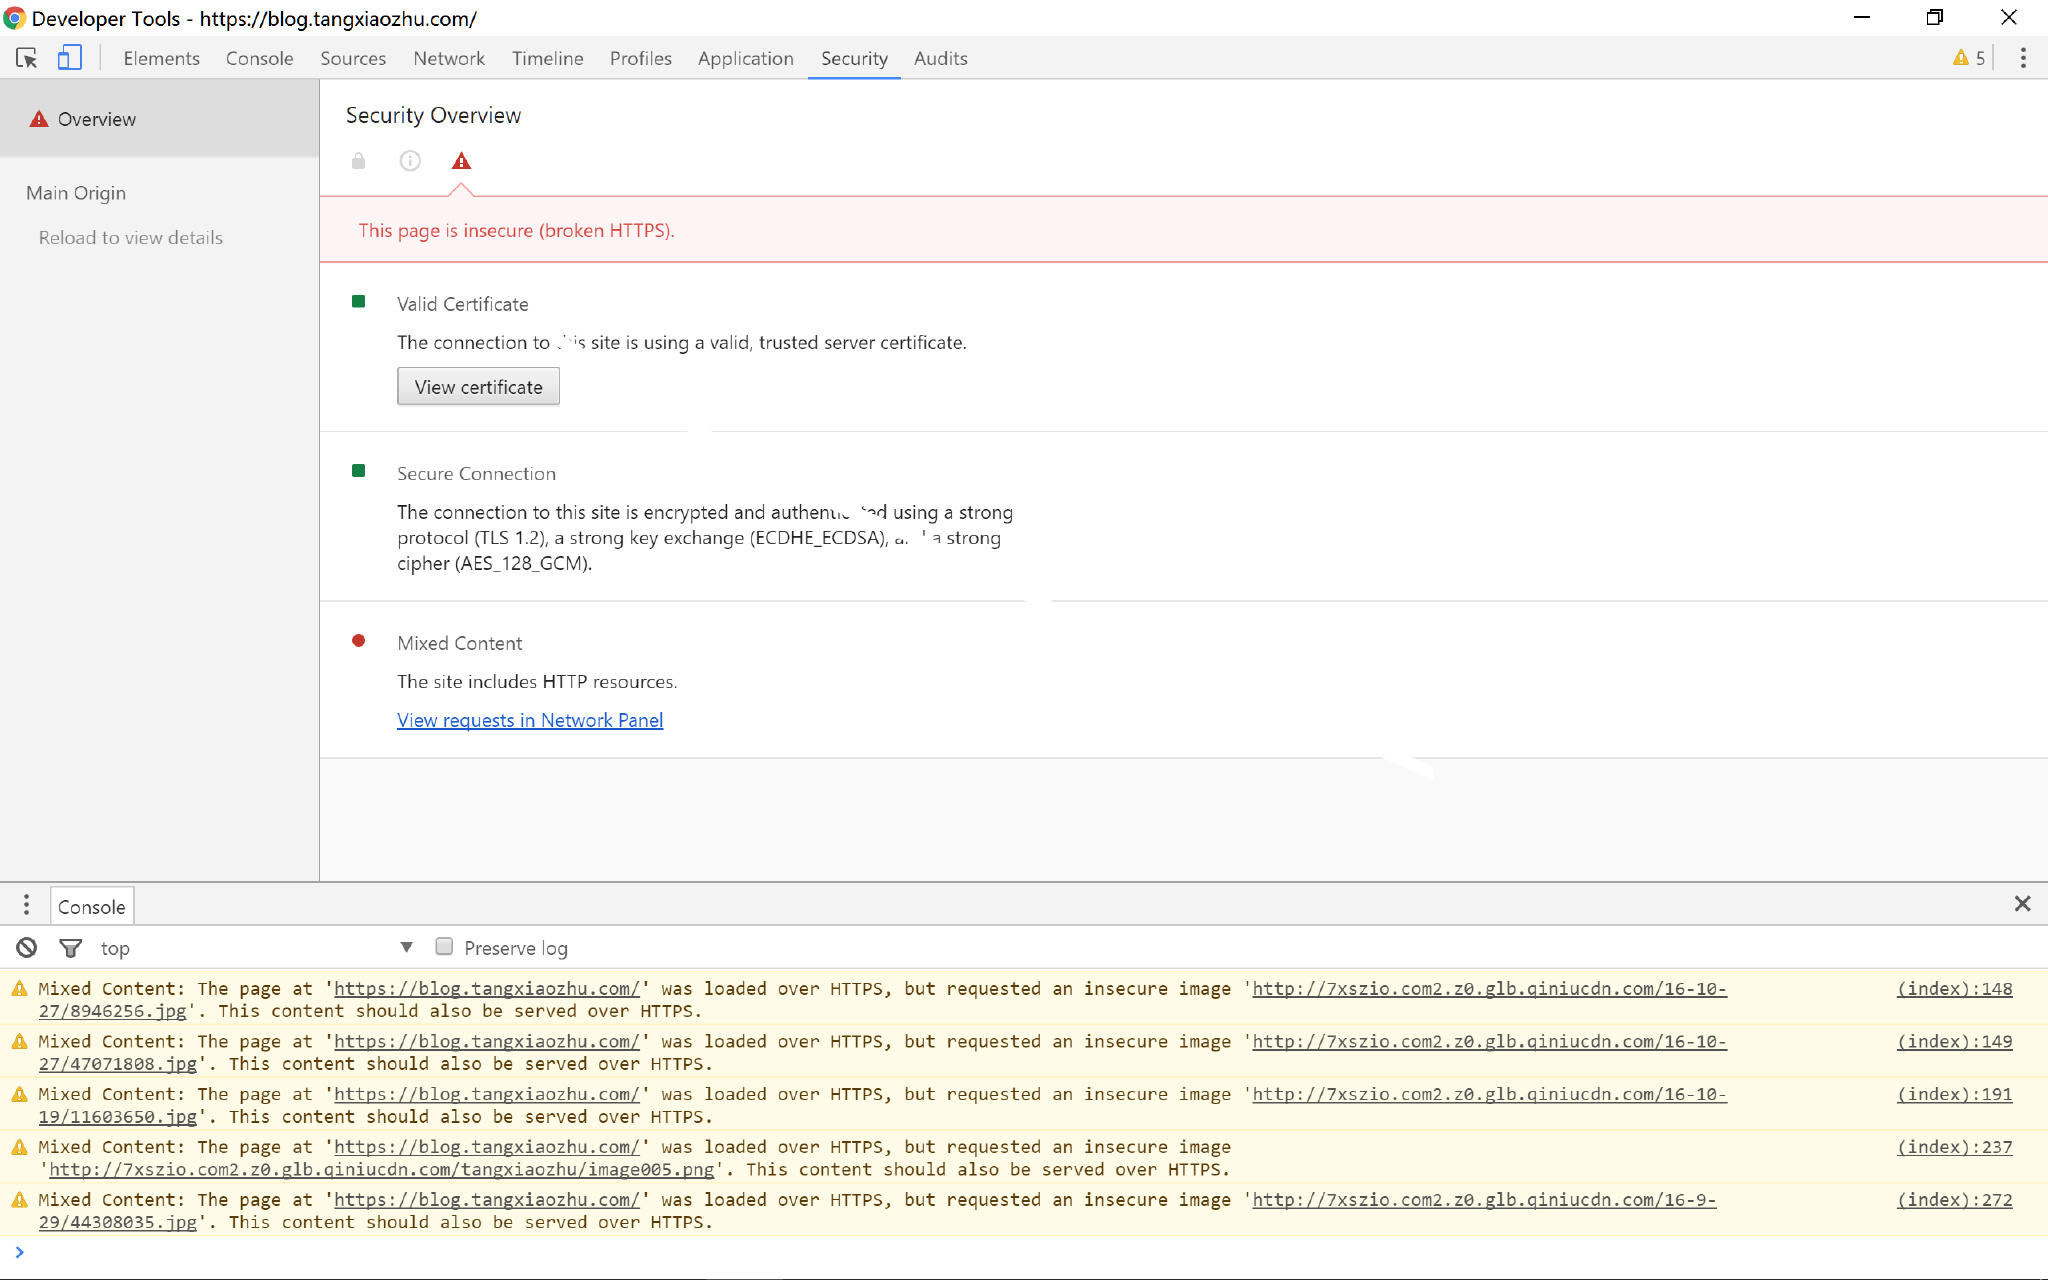 Developer Tools - https://blog.tangxiaozhu.com/
Elements Console Sources Network Timeline Profiles Application Security Audits 5
Overview
Main Origin
Reload to view details
Security Overview
This page is insecure (broken HTTPS).
Valid Certificate
The connection to this site is using a valid, trusted server certificate.
View certificate
Secure Connection
The connection to this site is encrypted and authenticated using a strong
protocol (TLS 1.2), a strong key exchange (ECDHE_ECDSA), and a strong
cipher (AES_128_GCM).
Mixed Content
The site includes HTTP resources.
View requests in Network Panel
Console
top Preserve log
Mixed Content: The page at 'https://blog.tangxiaozhu.com/' was loaded over HTTPS, but requested an insecure image 'http://7xszio.com2.z0.glb.qiniucdn.com/16-10- (index):148
27/8946256.jpg'. This content should also be served over HTTPS.
Mixed Content: The page at 'https://blog.tangxiaozhu.com/' was loaded over HTTPS, but requested an insecure image 'http://7xszio.com2.z0.glb.qiniucdn.com/16-10- (index):149
27/47071808.jpg'. This content should also be served over HTTPS.
Mixed Content: The page at 'https://blog.tangxiaozhu.com/' was loaded over HTTPS, but requested an insecure image 'http://7xszio.com2.z0.glb.qiniucdn.com/16-10- (index):191
19/11603650.jpg'. This content should also be served over HTTPS.
Mixed Content: The page at 'https://blog.tangxiaozhu.com/' was loaded over HTTPS, but requested an insecure image (index):237
'http://7xszio.com2.z0.glb.qiniucdn.com/tangxiaozhu/image005.png'. This content should also be served over HTTPS.
Mixed Content: The page at 'https://blog.tangxiaozhu.com/' was loaded over HTTPS, but requested an insecure image 'http://7xszio.com2.z0.glb.qiniucdn.com/16-9- (index):272
29/44308035.jpg'. This content should also be served over HTTPS.